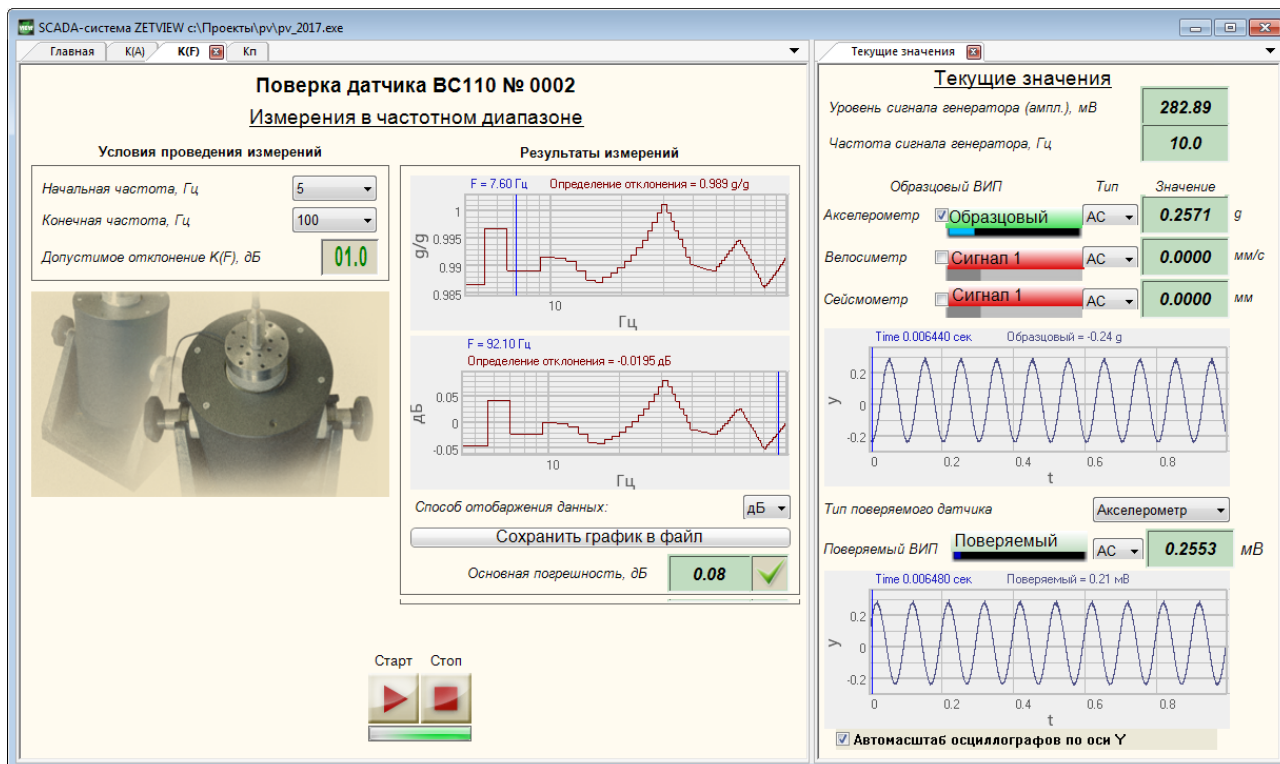 SCADA-система ZETVIEW c:\Проекты\pv\pv_2017.exe
Главная K(A) K(F) Кп
Поверка датчика ВС110 № 0002
Измерения в частотном диапазоне
Условия проведения измерений
Начальная частота, Гц 5
Конечная частота, Гц 100
Допустимое отклонение K(F), дБ 01.0
Результаты измерений
F = 7.60 Гц Определение отклонения = 0.989 g/g
g/g
1
0.995
0.99
0.985
10
Гц
F = 92.10 Гц
Определение отклонения = -0.0195 дБ
дБ
0.05
0
-0.05
10
Гц
Способ отобаржения данных: дБ
Сохранить график в файл
Основная погрешность, дБ 0.08
Старт Стоп
Текущие значения
Текущие значения
Уровень сигнала генератора (ампл.), мВ 282.89
Частота сигнала генератора, Гц 10.0
Образцовый ВИП Тип Значение
Акселерометр Образцовый AC 0.2571 g
Велосиметр Сигнал 1 AC 0.0000 мм/с
Сейсмометр Сигнал 1 AC 0.0000 мм
Time 0.006440 сек Образцовый = -0.24 g
y
0.2
0
-0.2
0 0.2 0.4 0.6 0.8
t
Тип поверяемого датчика Акселерометр
Поверяемый ВИП Поверяемый AC 0.2553 мВ
Time 0.006480 сек Поверяемый = 0.21 мВ
y
0.2
0
-0.2
0 0.2 0.4 0.6 0.8
t
Автомасштаб осциллографов по оси Y